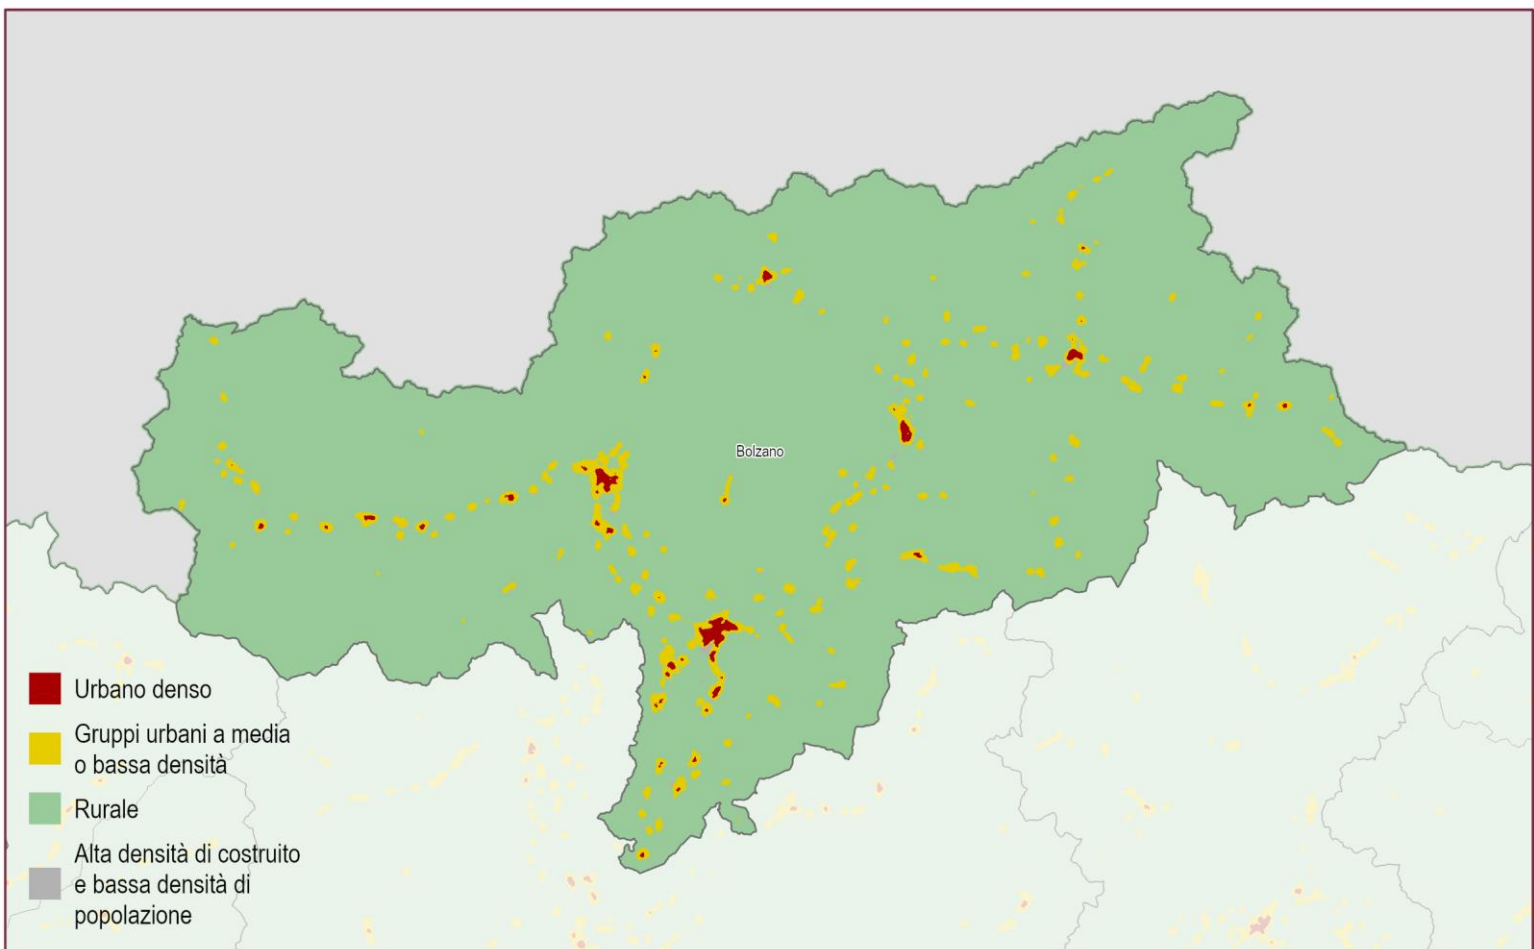 Bolzano
Urbano denso
Gruppi urbani a media
o bassa densità
Rurale
Alta densità di costruito
e bassa densità di
popolazione